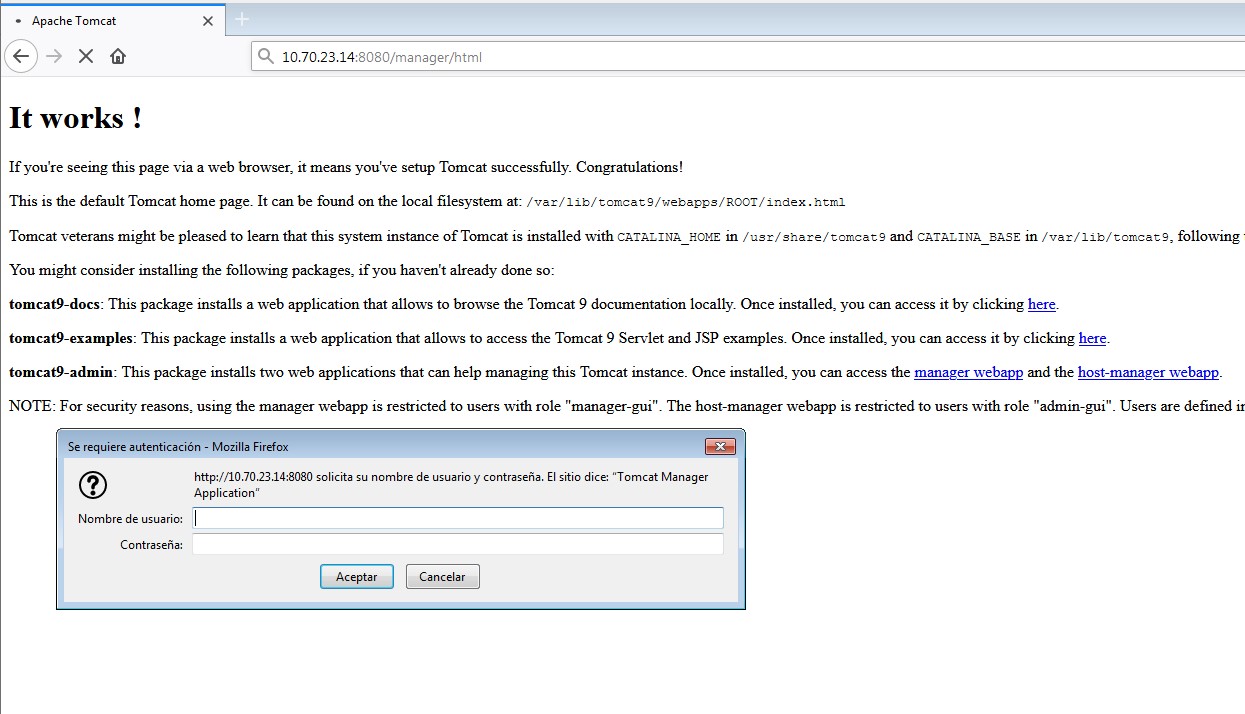 Apache Tomcat
10.70.23.14:8080/manager/html
It works !
If you're seeing this page via a web browser, it means you've setup Tomcat successfully. Congratulations!
This is the default Tomcat home page. It can be found on the local filesystem at: /var/lib/tomcat9/webapps/ROOT/index.html
Tomcat veterans might be pleased to learn that this system instance of Tomcat is installed with CATALINA_HOME in /usr/share/tomcat9 and CATALINA_BASE in /var/lib/tomcat9, following
You might consider installing the following packages, if you haven't already done so:
tomcat9-docs: This package installs a web application that allows to browse the Tomcat 9 documentation locally. Once installed, you can access it by clicking here.
tomcat9-examples: This package installs a web application that allows to access the Tomcat 9 Servlet and JSP examples. Once installed, you can access it by clicking here.
tomcat9-admin: This package installs two web applications that can help managing this Tomcat instance. Once installed, you can access the manager webapp and the host-manager webapp.
NOTE: For security reasons, using the manager webapp is restricted to users with role "manager-gui". The host-manager webapp is restricted to users with role "admin-gui". Users are defined
Se requiere autenticación - Mozilla Firefox
http://10.70.23.14:8080 solicita su nombre de usuario y contraseña. El sitio dice: “Tomcat Manager
Application”
Nombre de usuario:
Contraseña:
Aceptar Cancelar